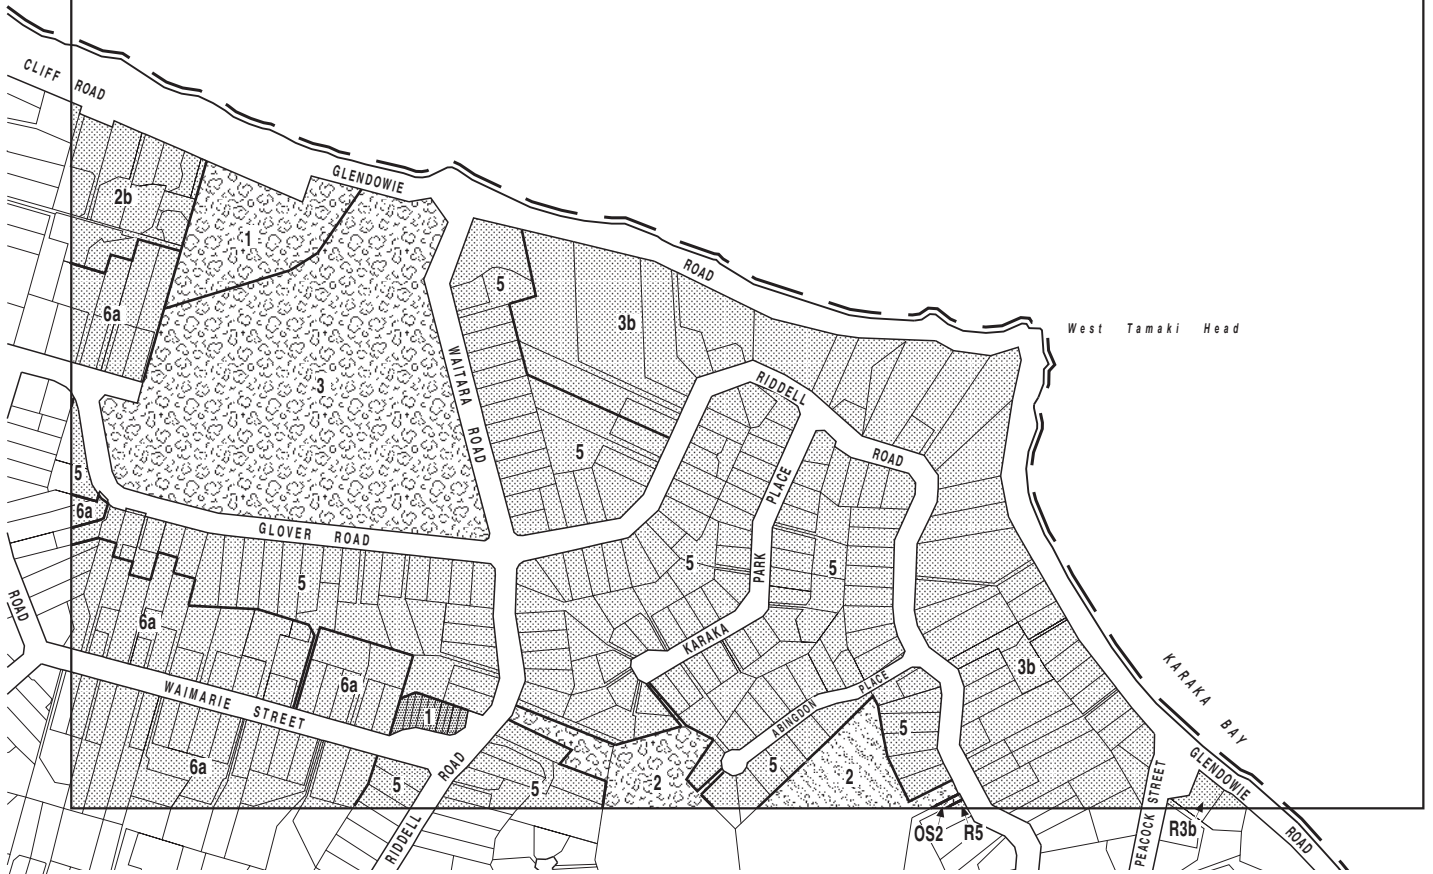 CLIFF ROAD
GLENDOWIE
2b
1
5
ROAD
6a
3b
West Tamaki Head
3
WAITARA ROAD
RIDDELL
5
5
ROAD
PLACE
6a
GLOVER ROAD
5
5
PARK
5
ROAD
6a
KARAKA
3b
KARAKA BAY
6a
WAIMARIE STREET
1
PLACE
ABINGDON
5
6a
ROAD
5
5
2
5
2
GLENDOWIE
PEACOCK STREET
RIDDELL
OS2
R5
R3b
ROAD